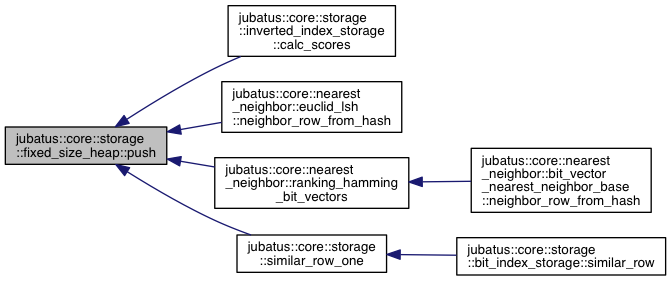 jubatus::core::storage
::inverted_index_storage
::calc_scores
jubatus::core::nearest
_neighbor::euclid_lsh
::neighbor_row_from_hash
jubatus::core::storage
::fixed_size_heap::push
jubatus::core::nearest
_neighbor::ranking_hamming
_bit_vectors
jubatus::core::nearest
_neighbor::bit_vector
_nearest_neighbor_base
::neighbor_row_from_hash
jubatus::core::storage
::similar_row_one
jubatus::core::storage
::bit_index_storage::similar_row